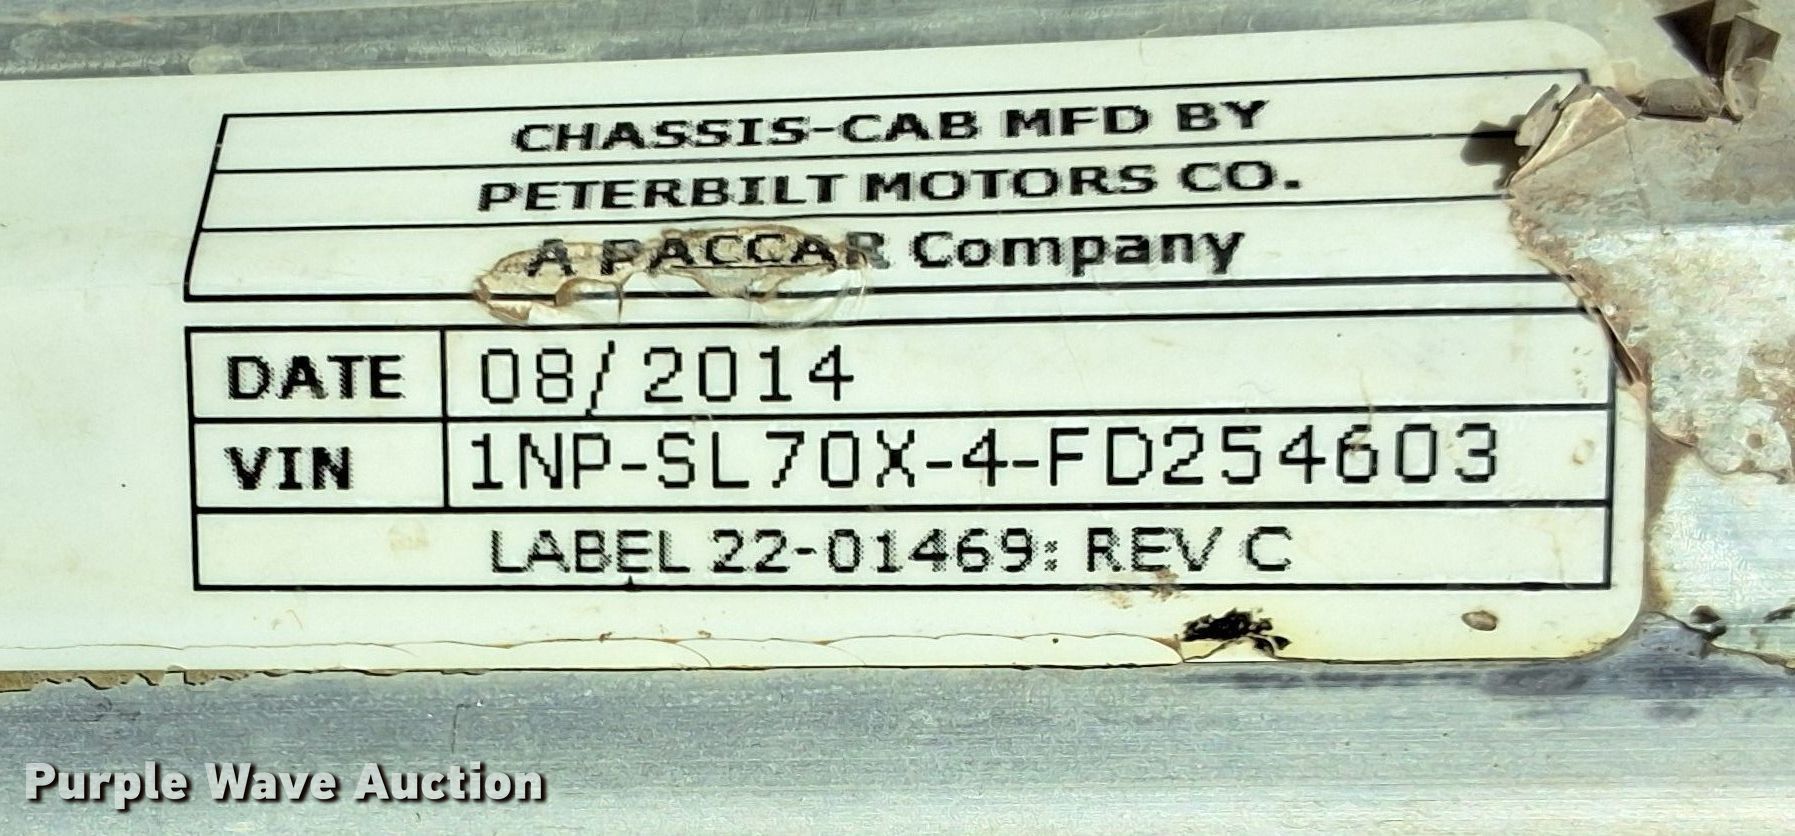 CHASSIS-CAB MFD BY
PETERBILT MOTORS CO.
A PACCAR Company
DATE 08/2014
VIN 1NP-SL70X-4-FD254603
LABEL 22-01469: REV C
Purple Wave Auction